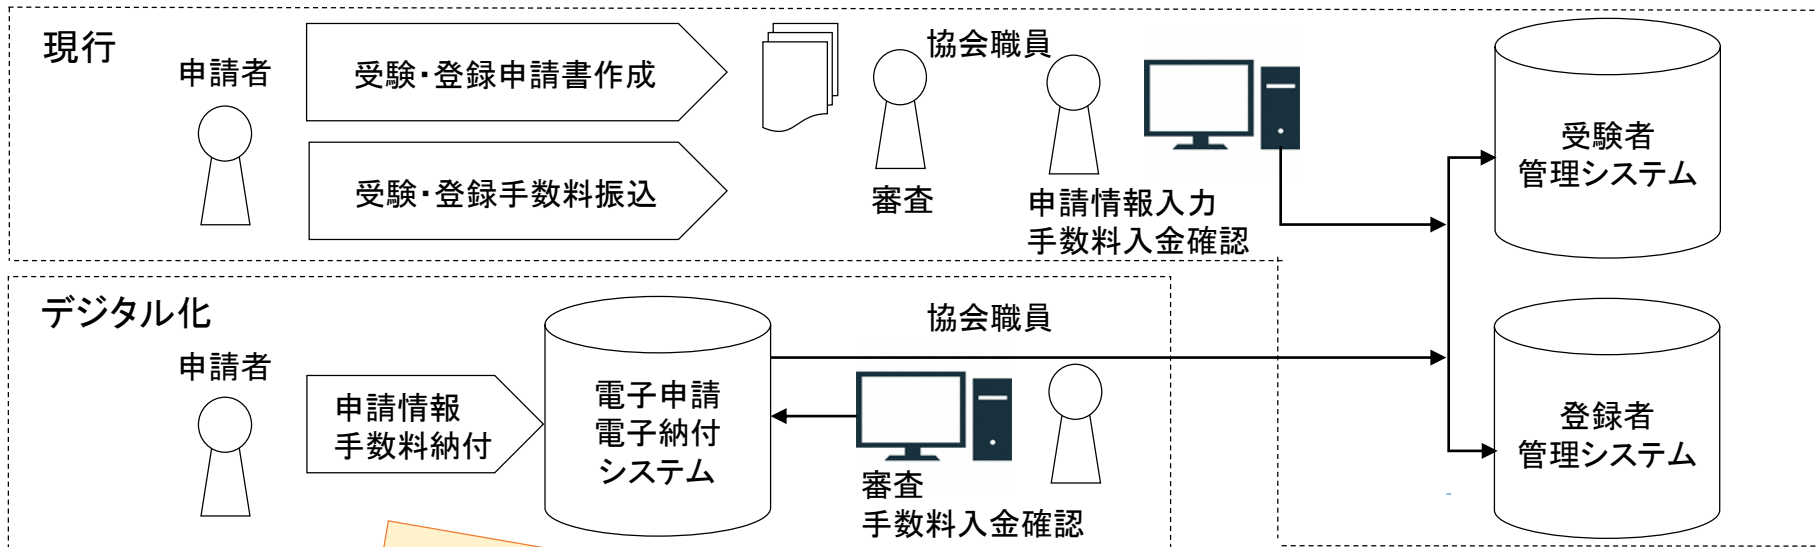 現行
申請者
受験・登録申請書作成
受験・登録手数料振込
協会職員
審査
申請情報入力
手数料入金確認
受験者
管理システム
デジタル化
申請者
申請情報
手数料納付
電子申請
電子納付
システム
協会職員
審査
手数料入金確認
登録者
管理システム